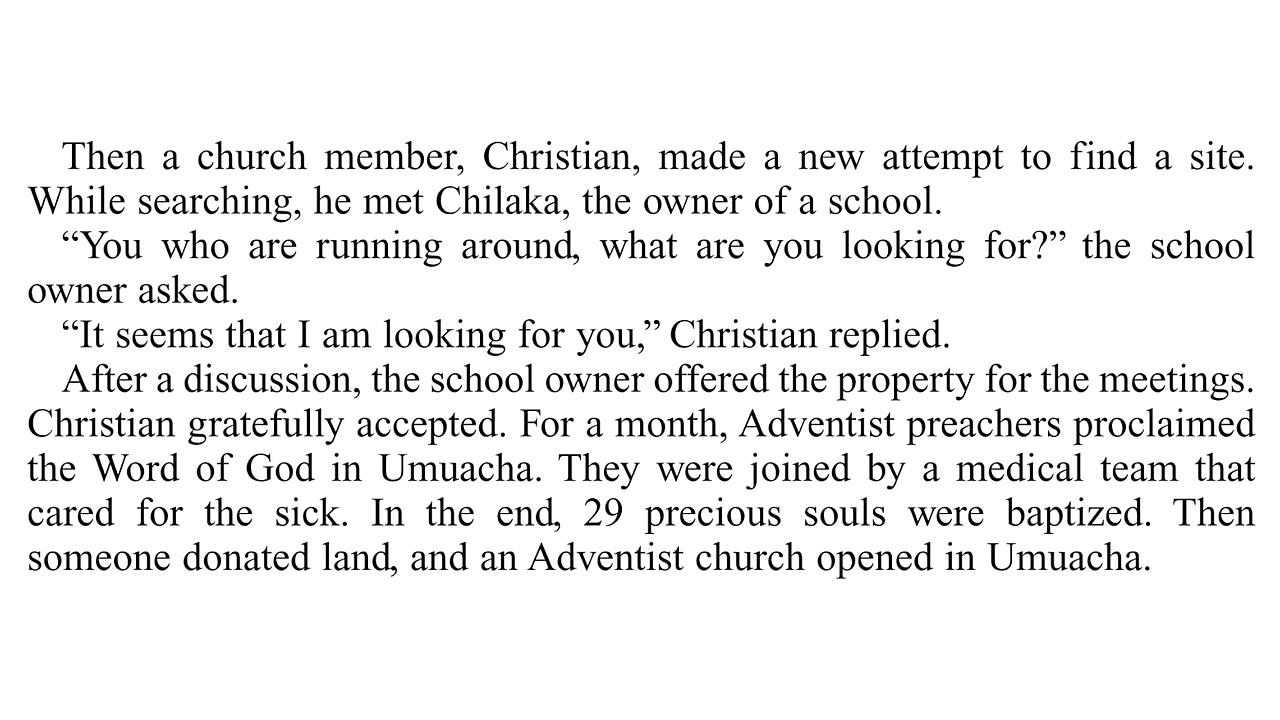 Then a church member, Christian, made a new attempt to find a site.
While searching, he met Chilaka, the owner of a school.
“You who are running around, what are you looking for?” the school
owner asked.
“It seems that I am looking for you,” Christian replied.
After a discussion, the school owner offered the property for the meetings.
Christian gratefully accepted. For a month, Adventist preachers proclaimed
the Word of God in Umuacha. They were joined by a medical team that
cared for the sick. In the end, 29 precious souls were baptized. Then
someone donated land, and an Adventist church opened in Umuacha.